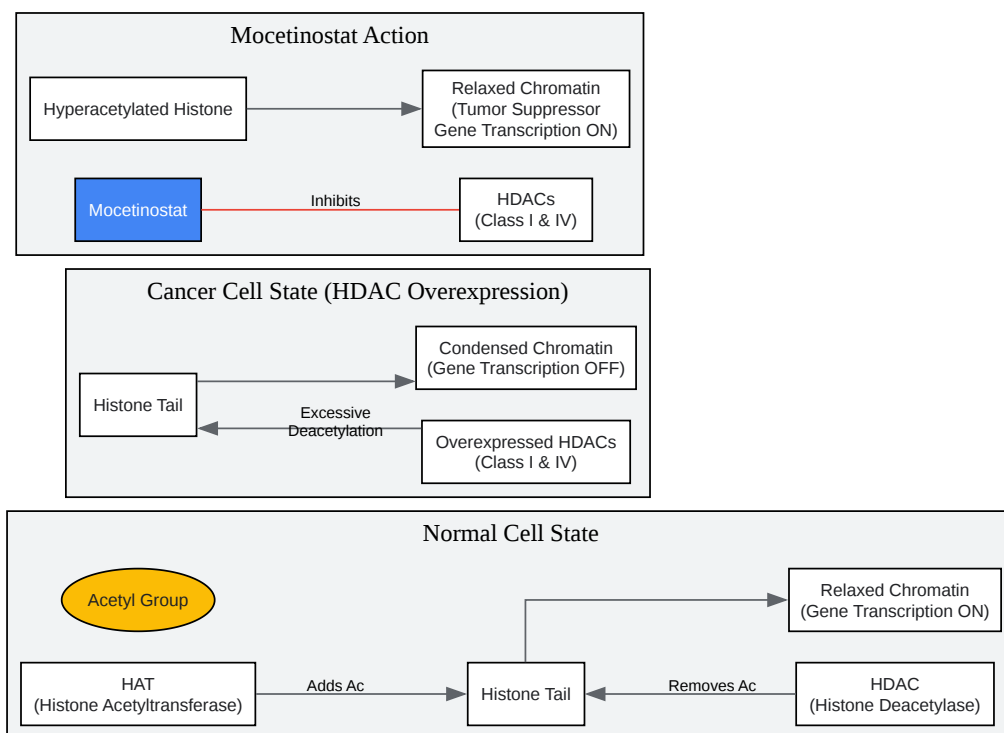 Mocetinostat Action
Hyperacetylated Histone
Relaxed Chromatin
(Tumor Suppressor
Gene Transcription ON)
Mocetinostat
Inhibits
HDACs
(Class I & IV)
Cancer Cell State (HDAC Overexpression)
Histone Tail
Condensed Chromatin
(Gene Transcription OFF)
Excessive
Deacetylation
Overexpressed HDACs
(Class I & IV)
Normal Cell State
Acetyl Group
Relaxed Chromatin
(Gene Transcription ON)
HAT
(Histone Acetyltransferase)
Adds Ac
Histone Tail
Removes Ac
HDAC
(Histone Deacetylase)